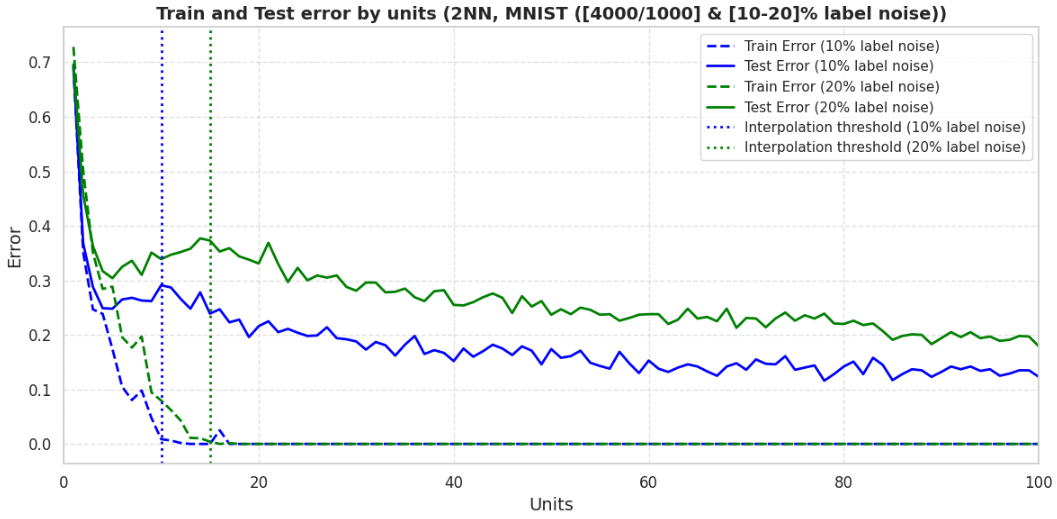 Train and Test error by units (2NN, MNIST ([4000/1000] & [10-20]% label noise))
Train Error (10% label noise)
Test Error (10% label noise)
Train Error (20% label noise)
Test Error (20% label noise)
Interpolation threshold (10% label noise)
Interpolation threshold (20% label noise)
Error
0.7
0.6
0.5
0.4
0.3
0.2
0.1
0.0
0 20 40 60 80 100
Units